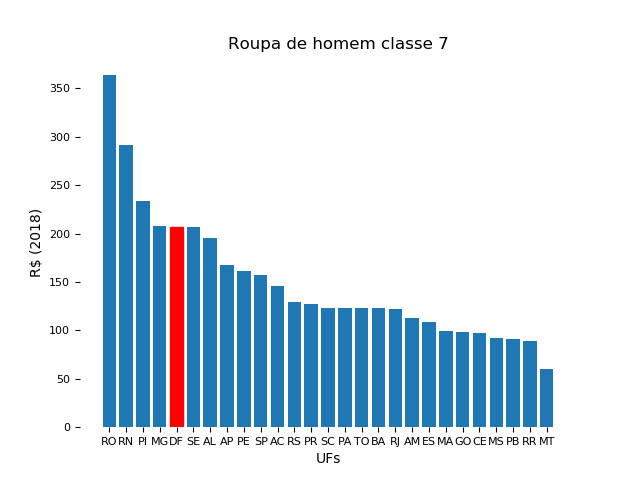 Roupa de homem classe 7
R$ (2018)
350
300
250
200
150
100
50
0
RO RN PI MG DF SE AL AP PE SP AC RS PR SC PA TO BA RJ AM ES MA GO CE MS PB RR MT
UFs